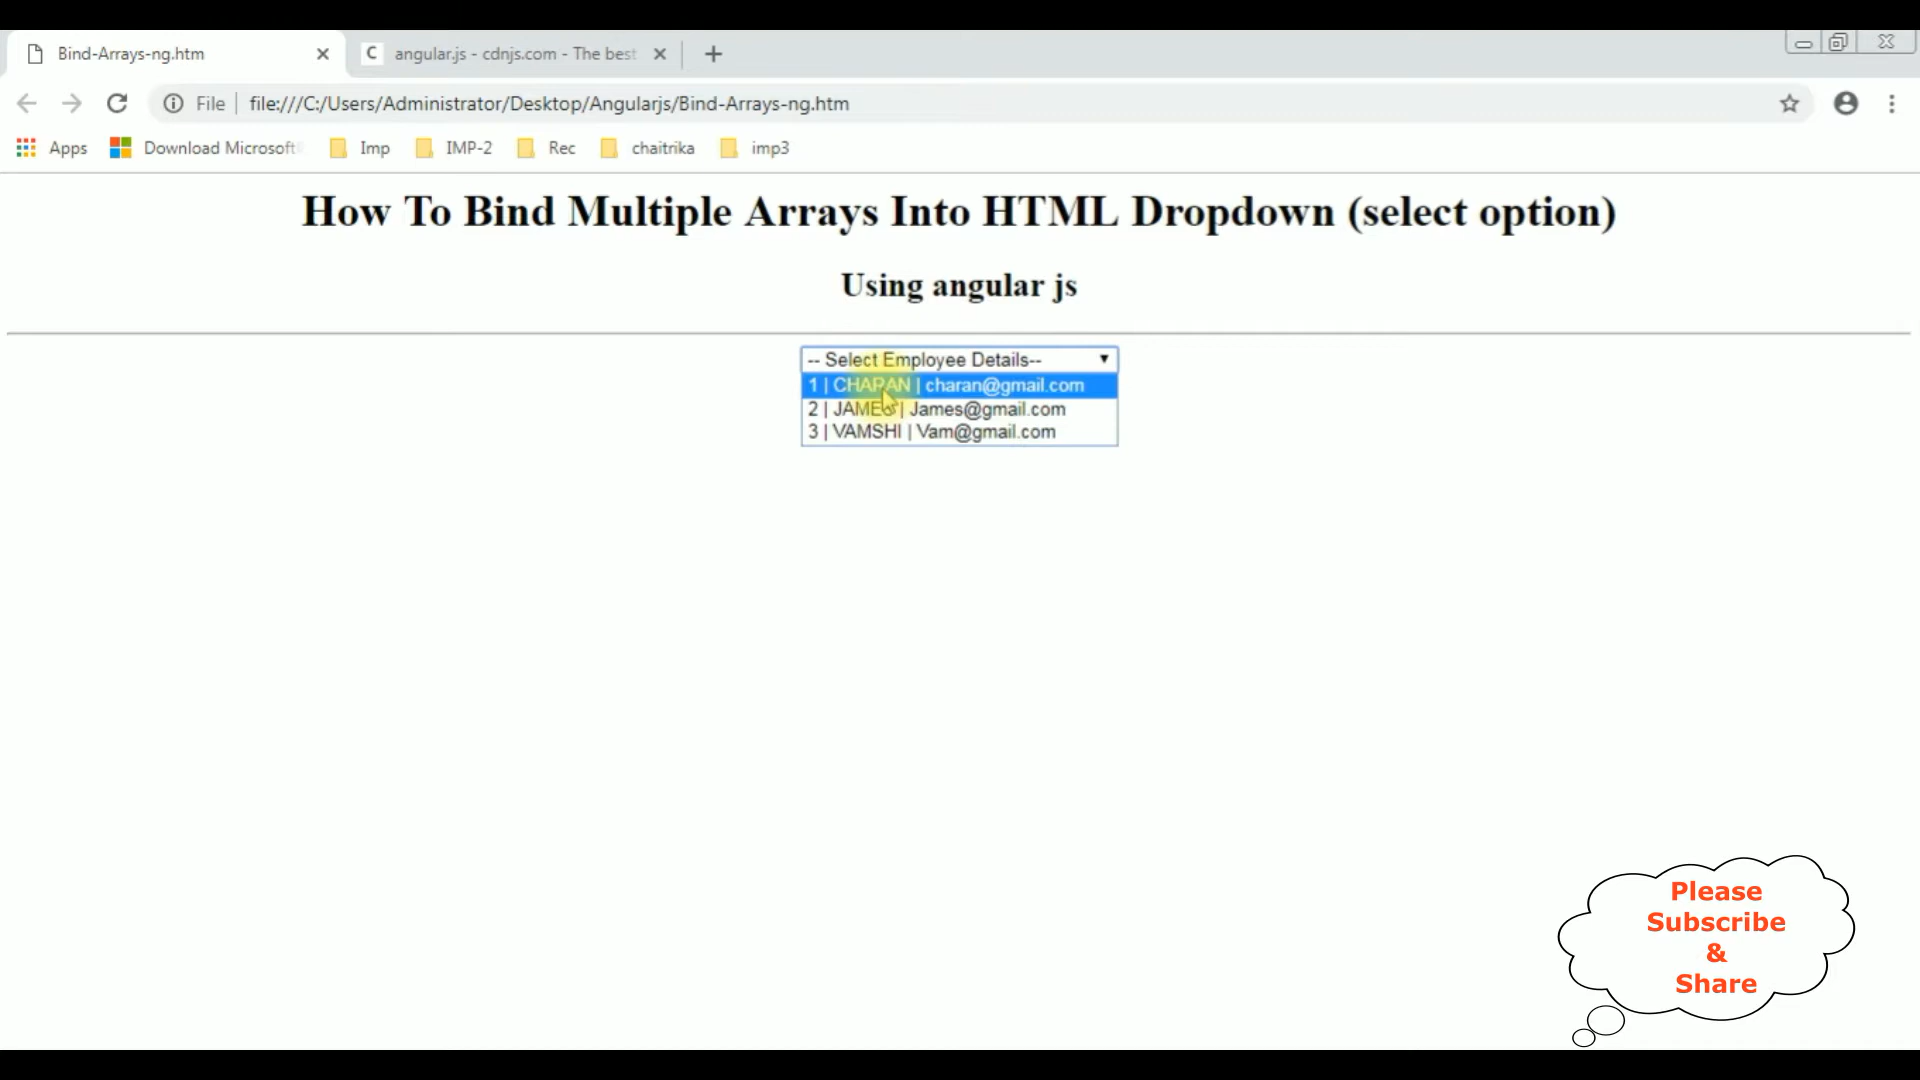 Bind-Arrays-ng.htm
C angular.js - cdnjs.com - The best
File file:///C:/Users/Administrator/Desktop/Angularjs/Bind-Arrays-ng.htm
Apps Download Microsoft Imp IMP-2 Rec chaitrika imp3
How To Bind Multiple Arrays Into HTML Dropdown (select option)
Using angular js
-- Select Employee Details--
1 | CHARAN | charan@gmail.com
2 | JAMES | James@gmail.com
3 | VAMSHI | Vam@gmail.com
Please
Subscribe
&
Share